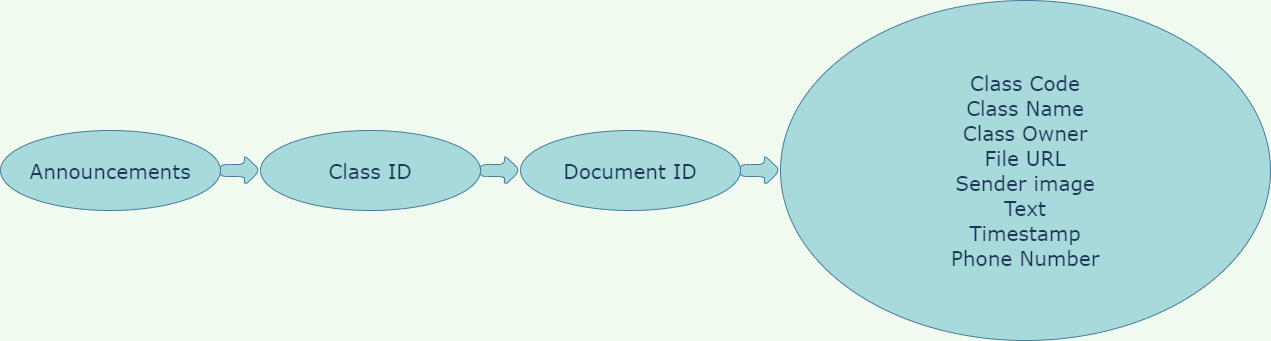 Announcements
Class ID
Document ID
Class Code
Class Name
Class Owner
File URL
Sender image
Text
Timestamp
Phone Number